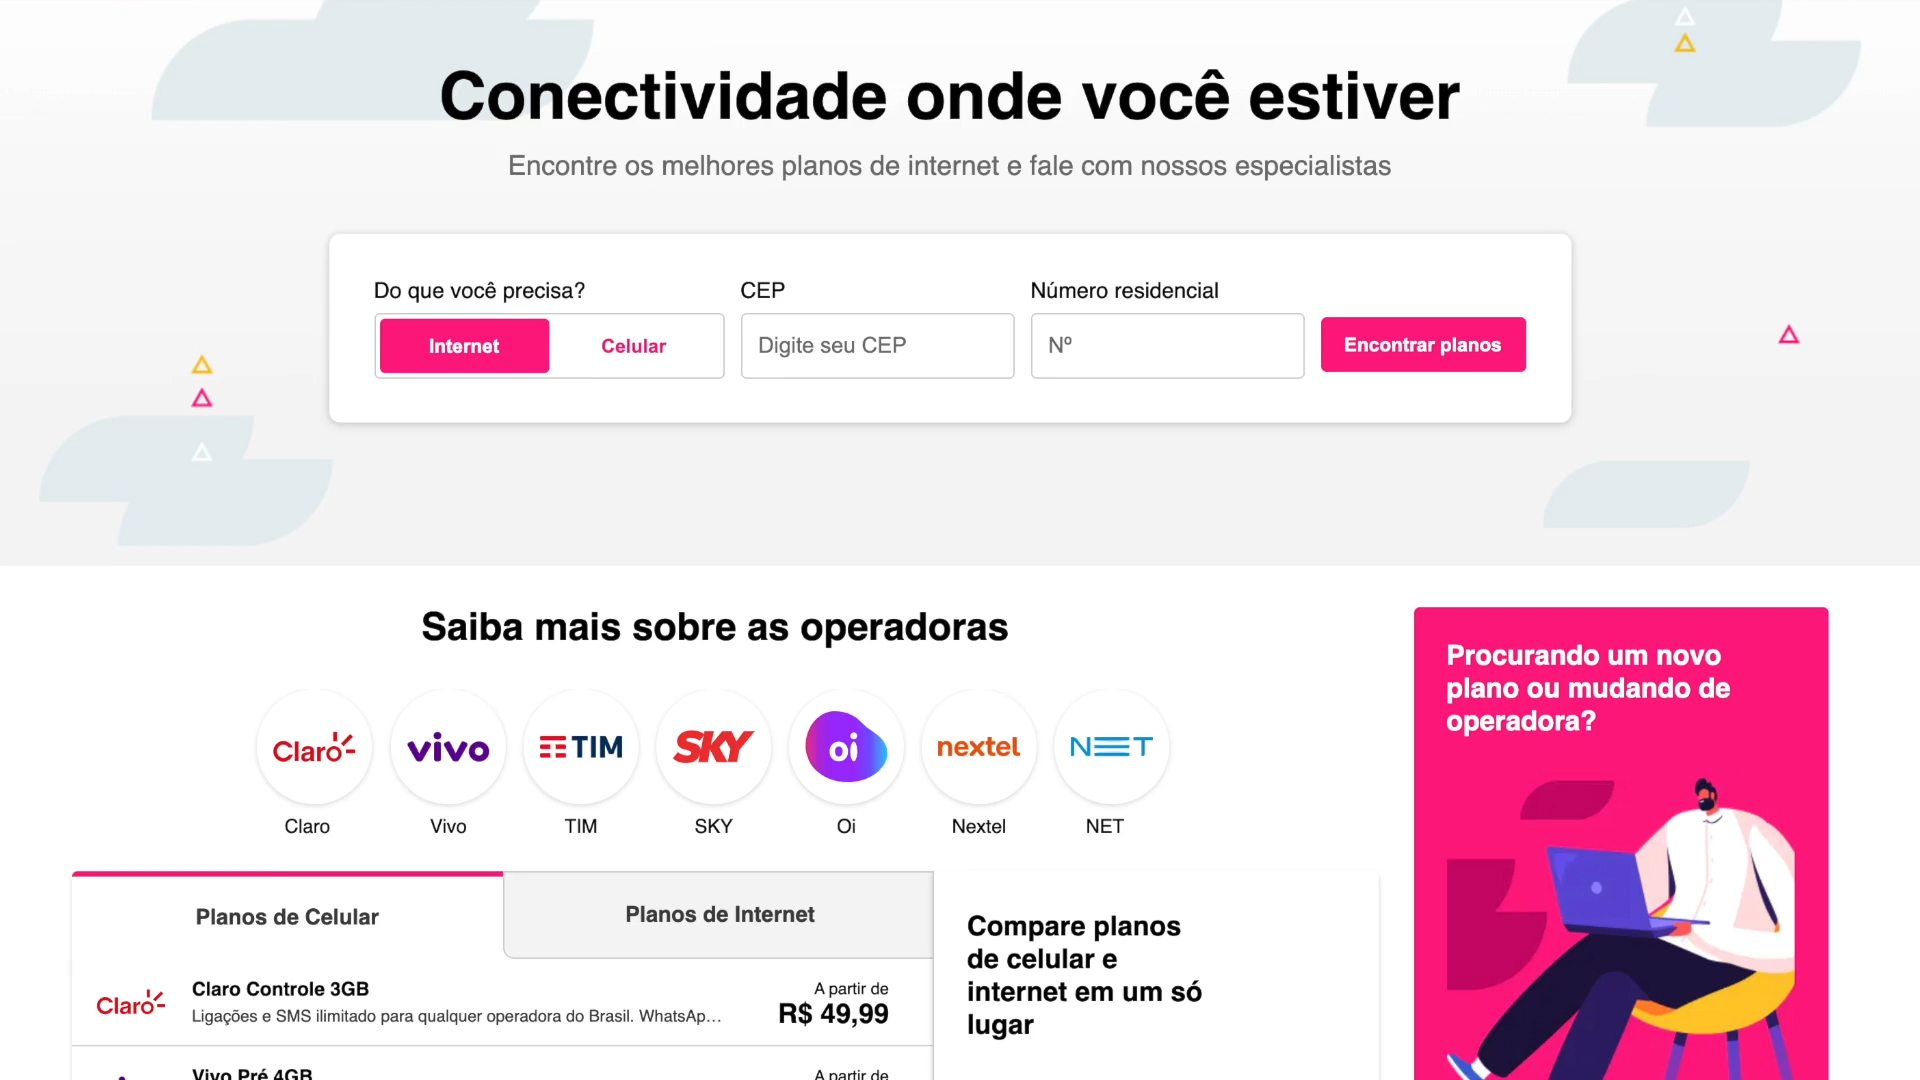 Conectividade onde você estiver
Encontre os melhores planos de internet e fale com nossos especialistas
Do que você precisa?
Internet
Celular
CEP
Digite seu CEP
Número residencial
Nº
Encontrar planos
Saiba mais sobre as operadoras
Claro
vivo
TIM
SKY
oi
nextel
NET
Claro
Vivo
TIM
SKY
Oi
Nextel
NET
Planos de Celular
Planos de Internet
Claro
Claro Controle 3GB
Ligações e SMS ilimitado para qualquer operadora do Brasil. WhatsAp...
A partir de
R$ 49,99
Vivo Pré 4GB
A partir de
Compare planos
de celular e
internet em um só
lugar
Procurando um novo
plano ou mudando de
operadora?